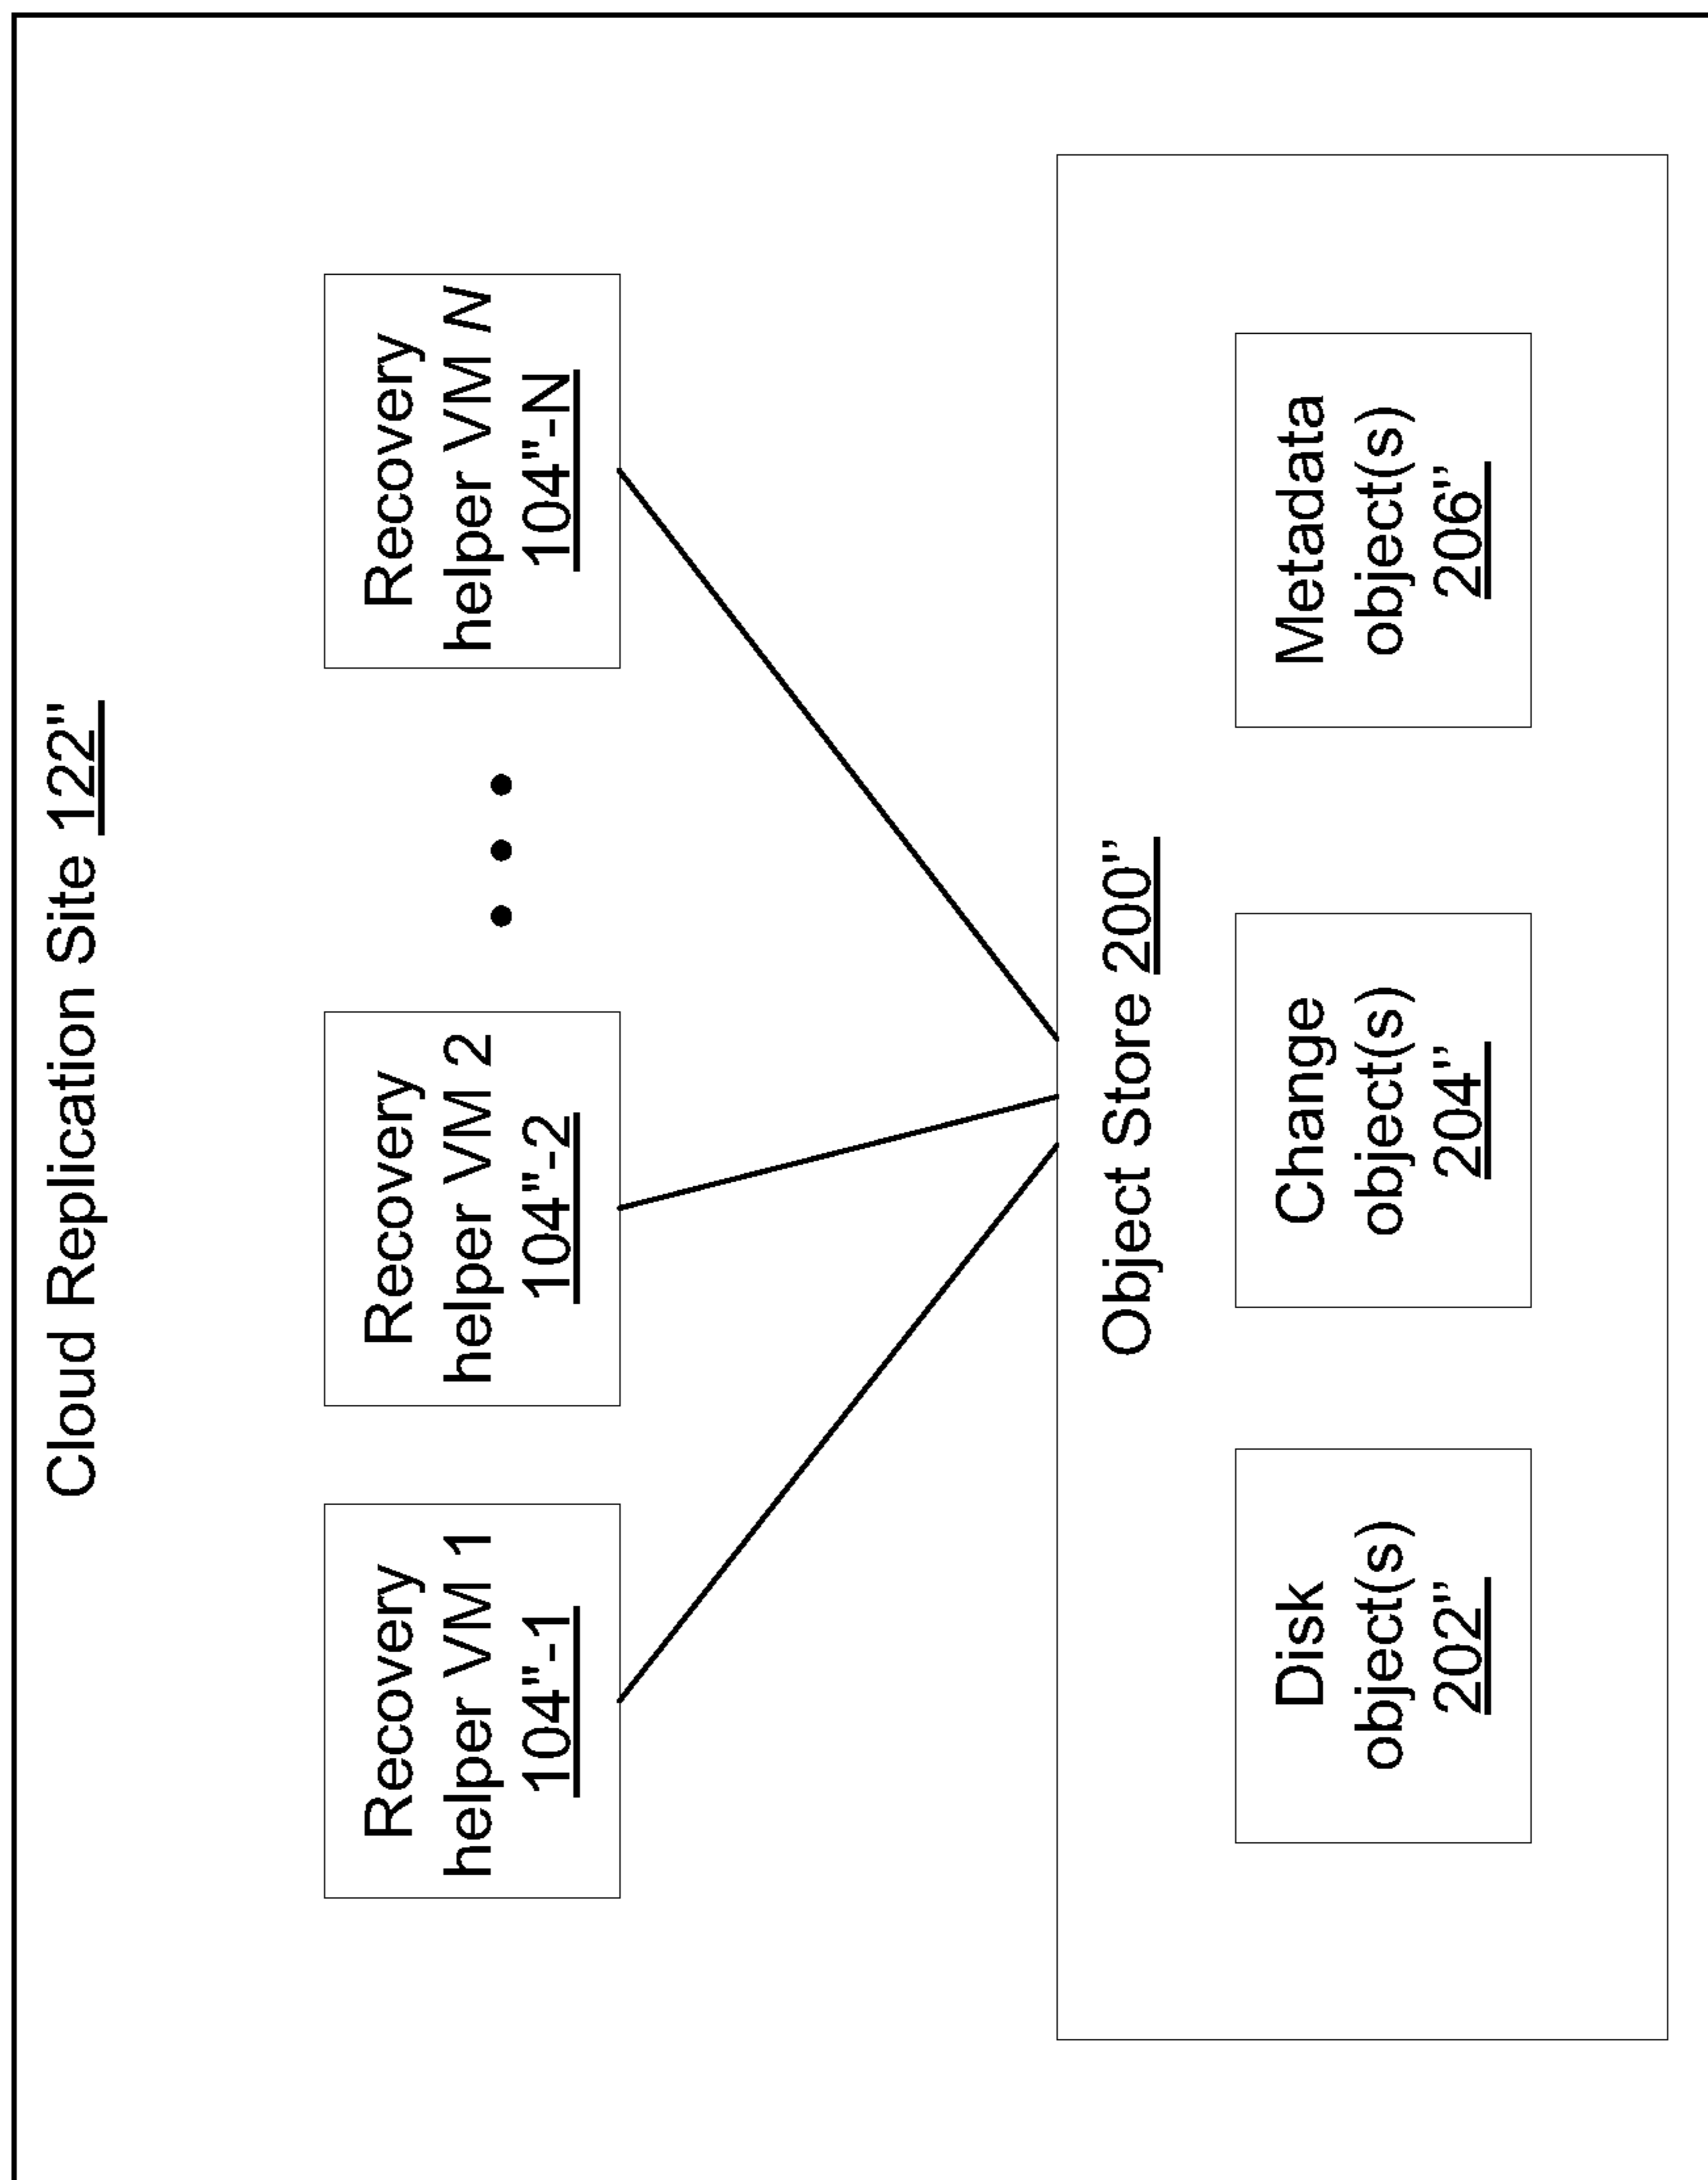 Cloud Replication Site 122"
Recovery
helper VM 1
104"-1
Recovery
helper VM 2
104"-2
Recovery
helper VM N
104"-N
Object Store 200”
Disk
object(s)
202”
Change
object(s)
204”
Metadata
object(s)
206”